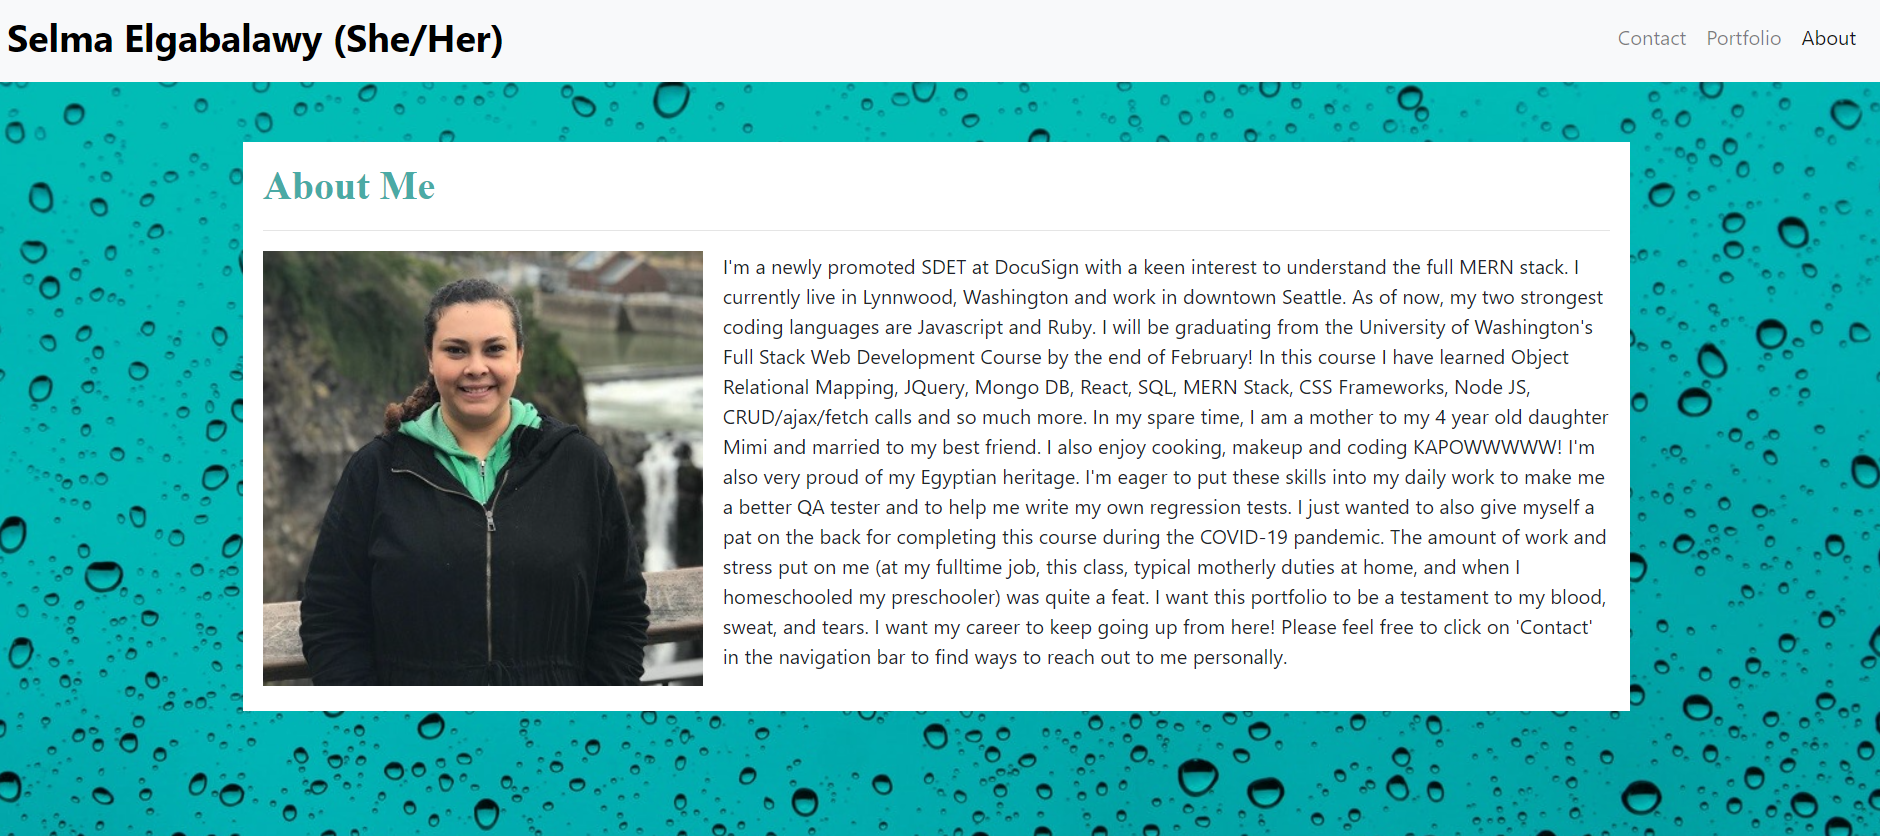 Selma Elgabalawy (She/Her)
Contact Portfolio About
About Me
I'm a newly promoted SDET at DocuSign with a keen interest to understand the full MERN stack. I
currently live in Lynnwood, Washington and work in downtown Seattle. As of now, my two strongest
coding languages are Javascript and Ruby. I will be graduating from the University of Washington's
Full Stack Web Development Course by the end of February! In this course I have learned Object
Relational Mapping, JQuery, Mongo DB, React, SQL, MERN Stack, CSS Frameworks, Node JS,
CRUD/ajax/fetch calls and so much more. In my spare time, I am a mother to my 4 year old daughter
Mimi and married to my best friend. I also enjoy cooking, makeup and coding KAPOWWWWW! I'm
also very proud of my Egyptian heritage. I'm eager to put these skills into my daily work to make me
a better QA tester and to help me write my own regression tests. I just wanted to also give myself a
pat on the back for completing this course during the COVID-19 pandemic. The amount of work and
stress put on me (at my fulltime job, this class, typical motherly duties at home, and when I
homeschooled my preschooler) was quite a feat. I want this portfolio to be a testament to my blood,
sweat, and tears. I want my career to keep going up from here! Please feel free to click on 'Contact'
in the navigation bar to find ways to reach out to me personally.